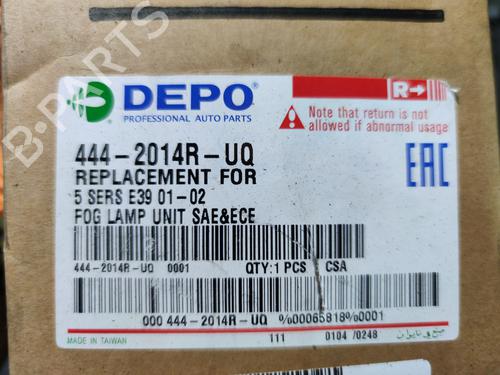 B-PARTS
DEPO
PROFESSIONAL AUTO PARTS
R
Note that return is not
allowed if abnormal usage
444-2014R-UQ
REPLACEMENT FOR
5 SERS E39 01-02
FOG LAMP UNIT SAE&ECE
EAC
444-2014R-UQ 0001 QTY:1 PCS CSA
000 444-2014R-UQ %00065818%0001
MADE IN TAIWAN 111 0104 /0248